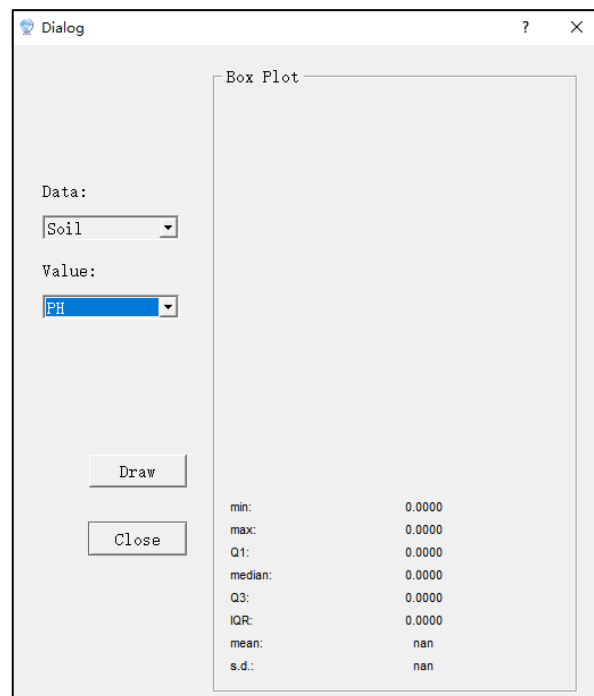 Dialog
?
Box Plot
Data:
Soil
Value:
PH
Draw
Close
min: 0.0000
max: 0.0000
Q1: 0.0000
median: 0.0000
Q3: 0.0000
IQR: 0.0000
mean: nan
s.d.: nan